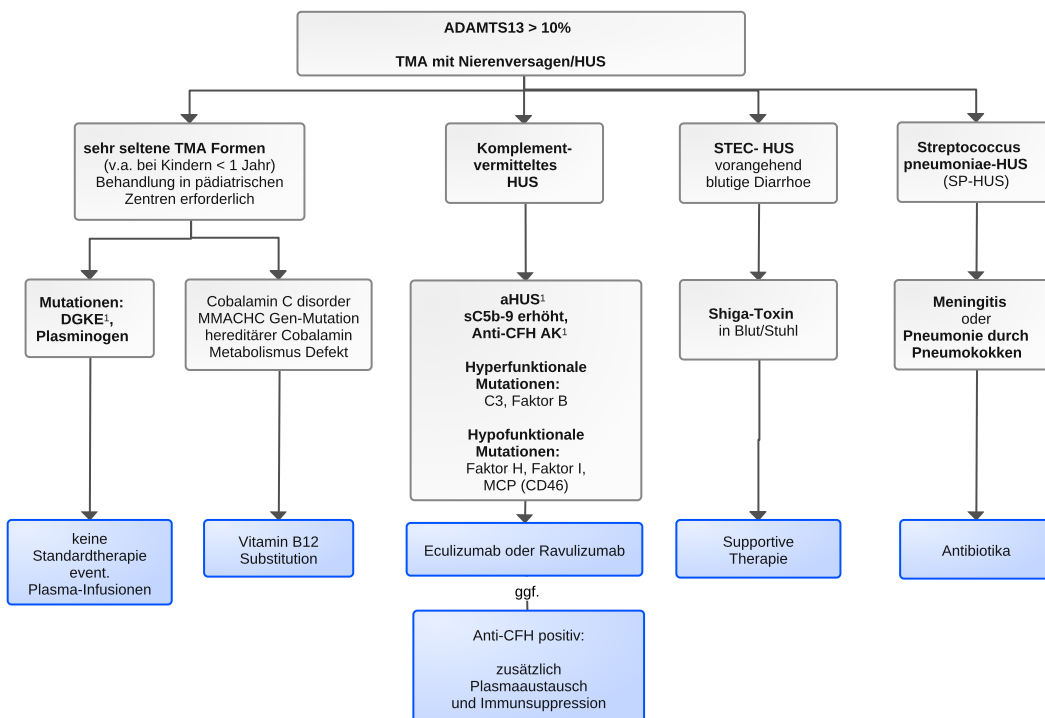 ADAMTS13 > 10%
TMA mit Nierenversagen/HUS
sehr seltene TMA Formen
(v.a. bei Kindern < 1 Jahr)
Behandlung in pädiatrischen
Zentren erforderlich
Komplement-
vermitteltes
HUS
STEC- HUS
vorangehend
blutige Diarrhoe
Streptococcus
pneumoniae-HUS
(SP-HUS)
Mutationen:
DGKE¹,
Plasminogen
Cobalamin C disorder
MMACHC Gen-Mutation
hereditärer Cobalamin
Metabolismus Defekt
aHUS¹
sC5b-9 erhöht,
Anti-CFH AK¹
Hyperfunktionale
Mutationen:
C3, Faktor B
Hypofunktionale
Mutationen:
Faktor H, Faktor I,
MCP (CD46)
Shiga-Toxin
in Blut/Stuhl
Meningitis
oder
Pneumonie durch
Pneumokokken
keine
Standardtherapie
event.
Plasma-Infusionen
Vitamin B12
Substitution
Eculizumab oder Ravulizumab
ggf.
Anti-CFH positiv:
zusätzlich
Plasmaaustausch
und Immunsuppression
Supportive
Therapie
Antibiotika